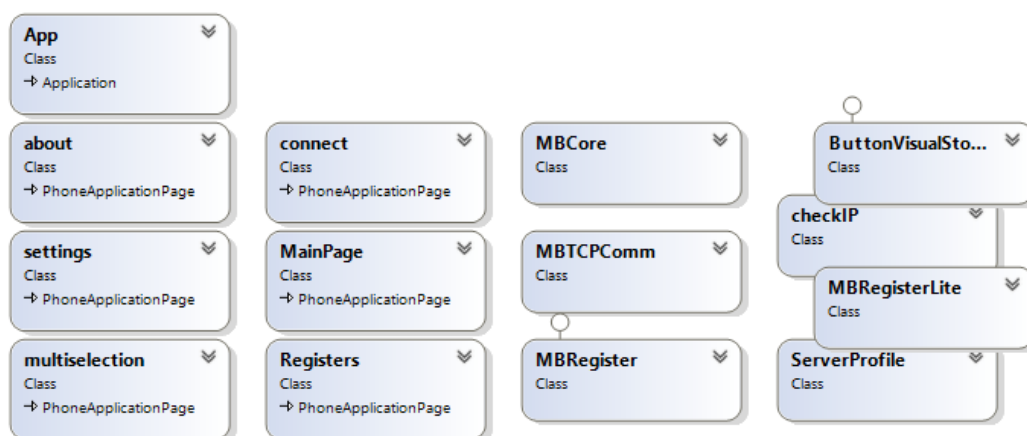 App
Class
Application
about
Class
PhoneApplicationPage
settings
Class
PhoneApplicationPage
multiselection
Class
PhoneApplicationPage
connect
Class
PhoneApplicationPage
MainPage
Class
PhoneApplicationPage
Registers
Class
PhoneApplicationPage
MBCore
Class
MBTCPComm
Class
MBRegister
Class
ButtonVisualSto...
Class
checkIP
Class
MBRegisterLite
Class
ServerProfile
Class